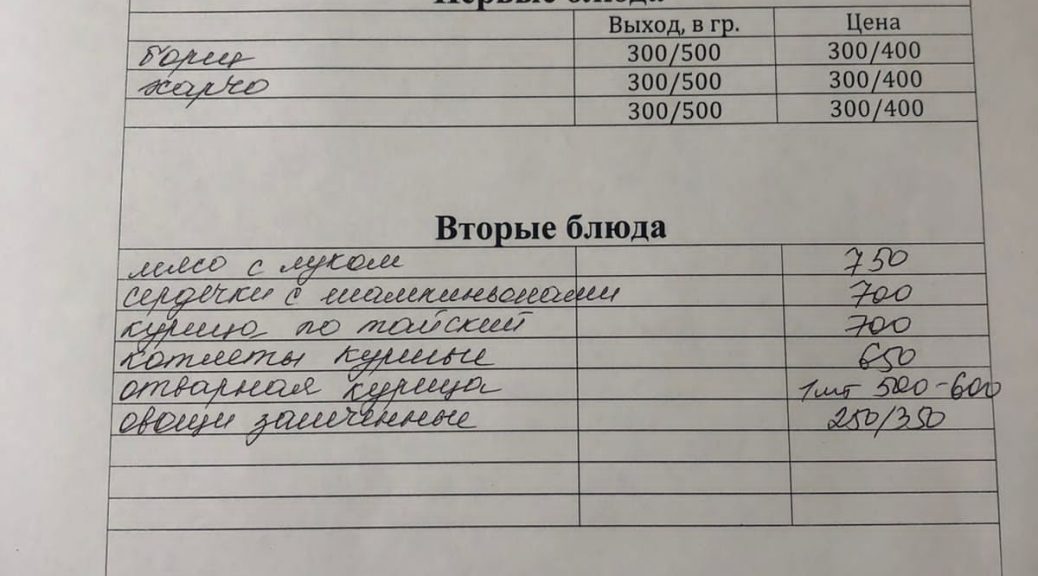 Первые блюда
Выход, в гр. Цена
борщ 300/500 300/400
харчо 300/500 300/400
300/500 300/400
Вторые блюда
мясо с луком 750
сердечки с шампиньонами 700
курица по тайский 700
котлеты куриные 650
отварная курица 1шт 500-600
овощи запеченные 250/350